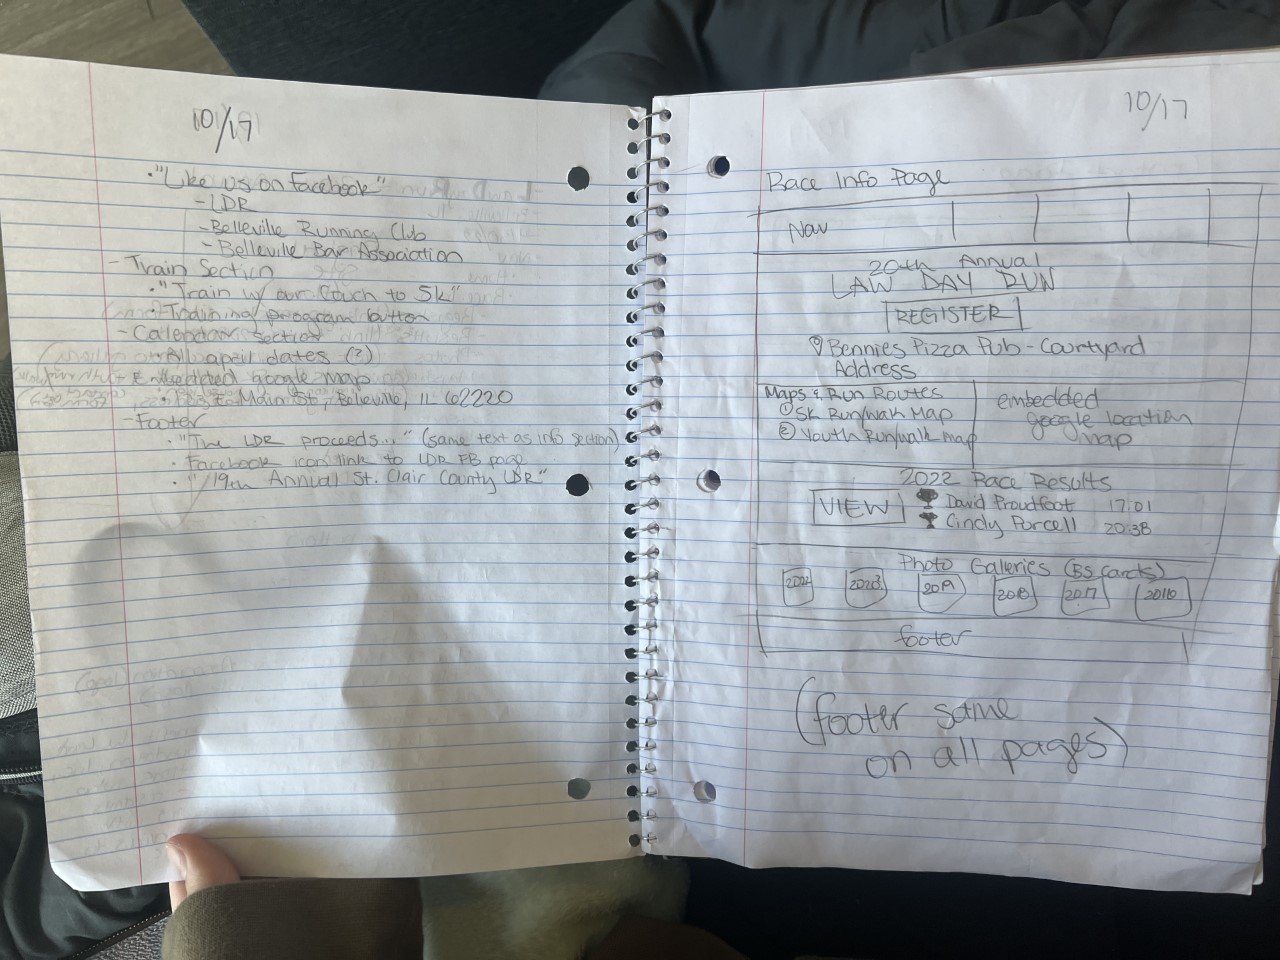 10/17
• "Like us on Facebook"
- LDR
- Belleville Running Club
- Belleville Bar Association
- Train Section
• "Train w/ our Couch to 5k"
• Training program button
- Calendar section
• All april dates (?)
- Embedded google map
E Main St, Belleville, IL 62220
- Footer
• "The LDR proceeds..." (same text as info section)
• Facebook icon link to LDR FB page
• "19th Annual St. Clair County LDR"
10/17
Race Info Page
Nav
20th Annual
LAW DAY RUN
REGISTER
Bennies Pizza Pub - Courtyard
Address
Maps & Run Routes
① 5k Run/walk Map
② Youth Run/walk map
embedded
google location
map
2022 Race Results
VIEW
David Proudfoot 17:01
Cindy Purcell 20:38
Photo Galleries (BS cards)
2022 2019 2018 2017 2016
footer
(footer same
on all pages)